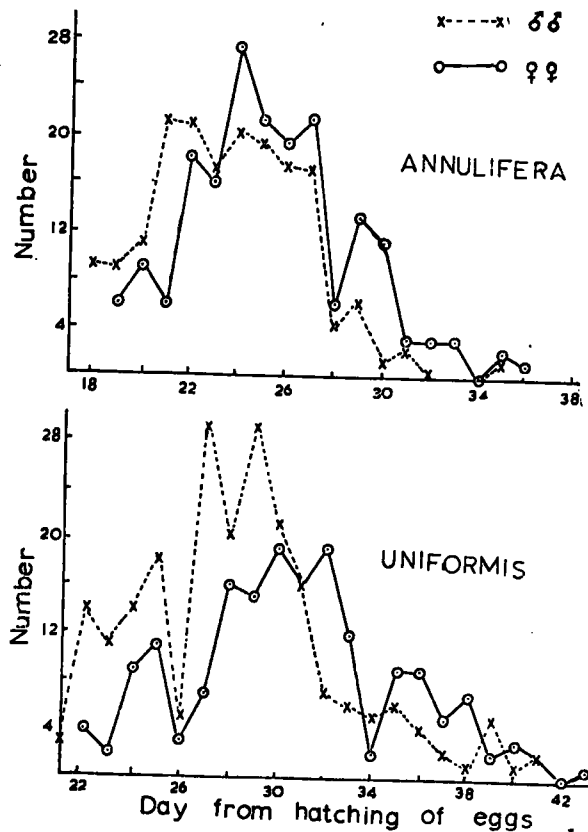 x-----x ♂♂
o——o ♀♀
28
20
12
4
Number
ANNULIFERA
18 22 26 30 34 38
28
20
12
4
Number
UNIFORMIS
22 26 30 34 38 42
Day from hatching of eggs